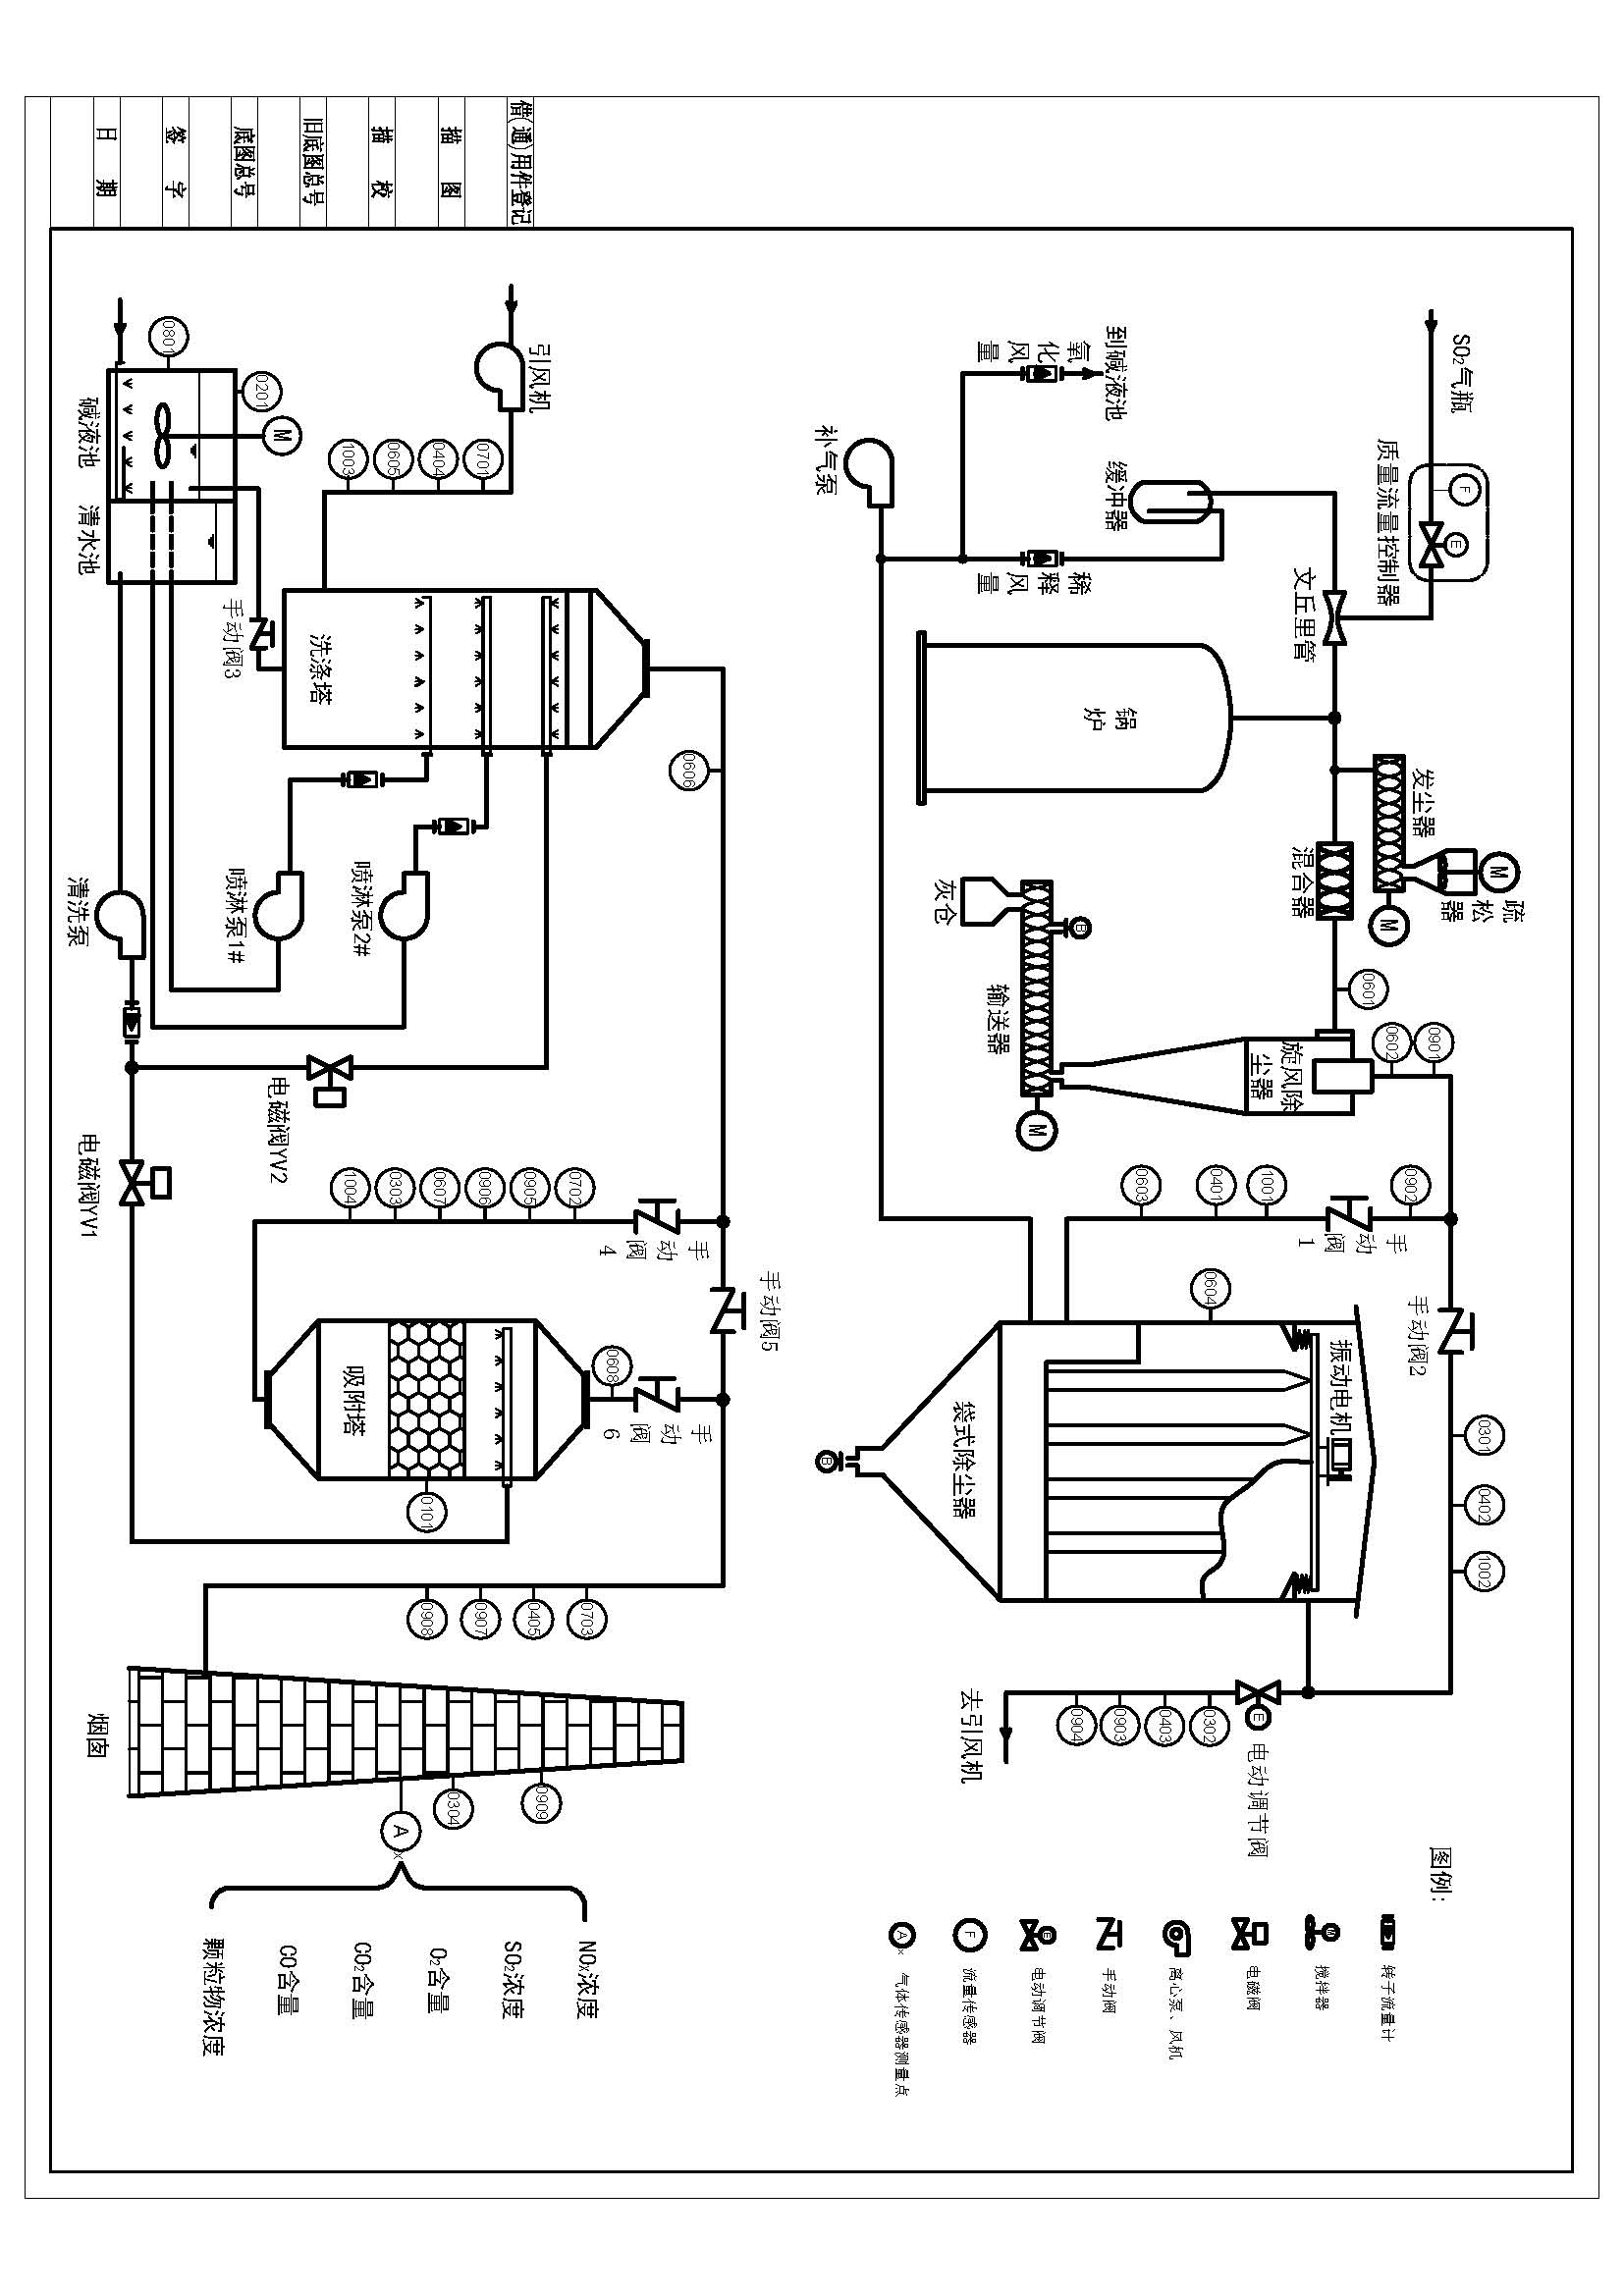 借(通)用件登记
描 图
描 校
旧底图总号
底图总号
签 字
日 期
SO₂气瓶
质量流量控制器
F
E
文丘里管
到碱液池
氧化风量
缓冲器
稀释风量
补气泵
锅炉
发尘器
M
疏松器
M
混合器
0601
灰仓
B
输送器
M
旋风除尘器
0602
0901
0902
手动阀1
1001
0401
0603
手动阀2
0301
0402
1002
0604
振动电机
袋式除尘器
B
E
电动调节阀
0302
0403
0903
0904
去引风机
引风机
0701
0404
0605
1003
0801
0201
M
碱液池
清水池
手动阀3
洗涤塔
0606
喷淋泵2#
喷淋泵1#
清洗泵
电磁阀YV2
电磁阀YV1
0702
0905
0906
0607
0303
1004
手动阀4
手动阀5
手动阀6
0608
吸附塔
0101
0703
0405
0907
0908
烟囱
0909
0304
A
x
NOx浓度
SO₂浓度
O₂含量
CO₂含量
CO含量
颗粒物浓度
图例:
转子流量计
M
搅拌器
电磁阀
离心泵、风机
手动阀
E
电动调节阀
F
流量传感器
A
x
气体传感器测量点